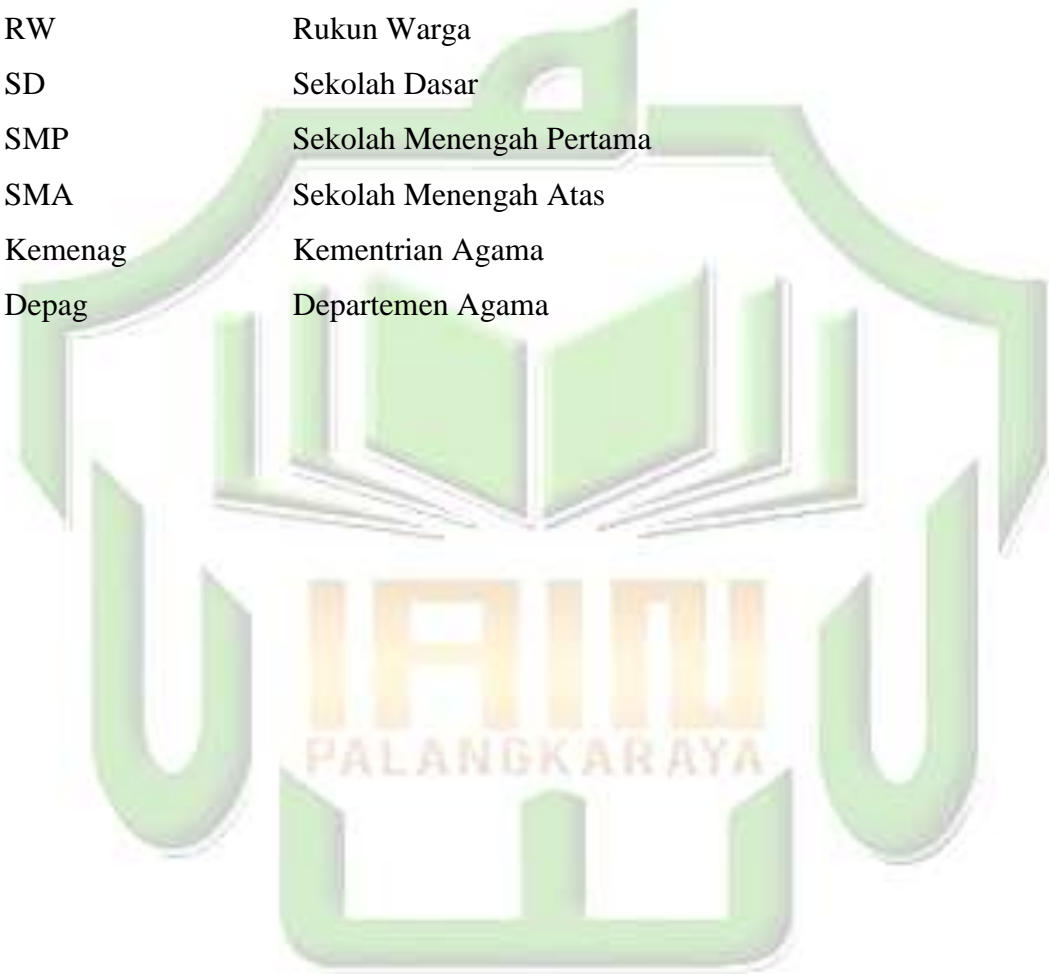 RW Rukun Warga
SD Sekolah Dasar
SMP Sekolah Menengah Pertama
SMA Sekolah Menengah Atas
Kemenag Kementrian Agama
Depag Departemen Agama
IAIN
PALANGKARAYA